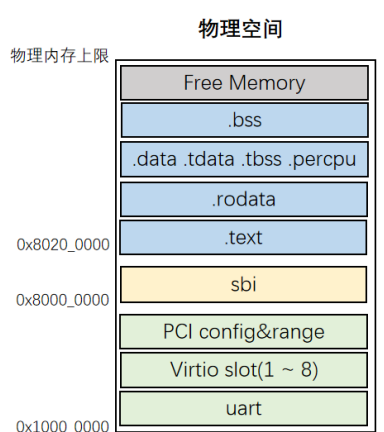 物理空间
物理内存上限
Free Memory
.bss
.data .tdata .tbss .percpu
.rodata
.text
0x8020_0000
sbi
0x8000_0000
PCI config&range
Virtio slot(1 ~ 8)
uart
0x1000_0000